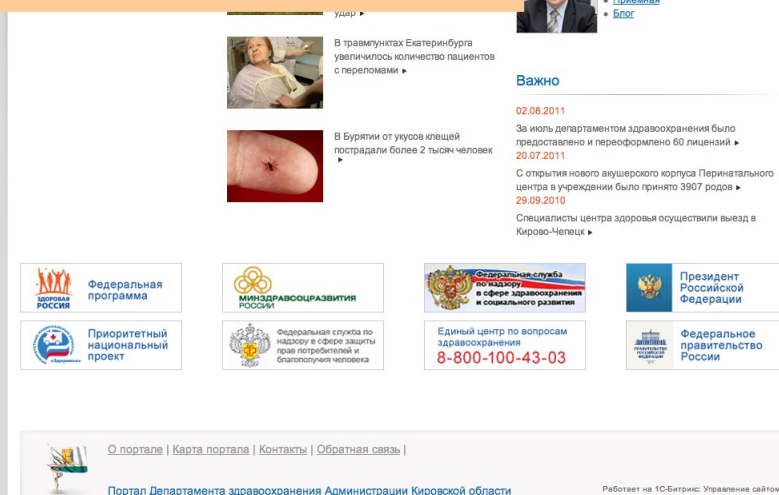 удар ▸
Приемная
Блог
В травмпунктах Екатеринбурга
увеличилось количество пациентов
с переломами ▸
В Бурятии от укусов клещей
пострадали более 2 тысяч человек
▸
Важно
02.08.2011
За июль департаментом здравоохранения было
предоставлено и переоформлено 60 лицензий ▸
20.07.2011
С открытия нового акушерского корпуса Перинатального
центра в учреждении было принято 3907 родов ▸
29.09.2010
Специалисты центра здоровья осуществили выезд в
Кирово-Чепецк ▸
ЗДОРОВАЯ
РОССИЯ
Федеральная
программа
МИНЗДРАВСОЦРАЗВИТИЯ
РОССИИ
Федеральная служба
по надзору
в сфере здравоохранения
и социального развития
Президент
Российской
Федерации
«Здоровье»
Приоритетный
национальный
проект
Федеральная служба по
надзору в сфере защиты
прав потребителей и
благополучия человека
Единый центр по вопросам
здравоохранения
8-800-100-43-03
ПРАВИТЕЛЬСТВО
РОССИЙСКОЙ
ФЕДЕРАЦИИ
Федеральное
правительство
России
О портале | Карта портала | Контакты | Обратная связь |
Портал Департамента здравоохранения Администрации Кировской области
Работает на 1С-Битрикс: Управление сайтом